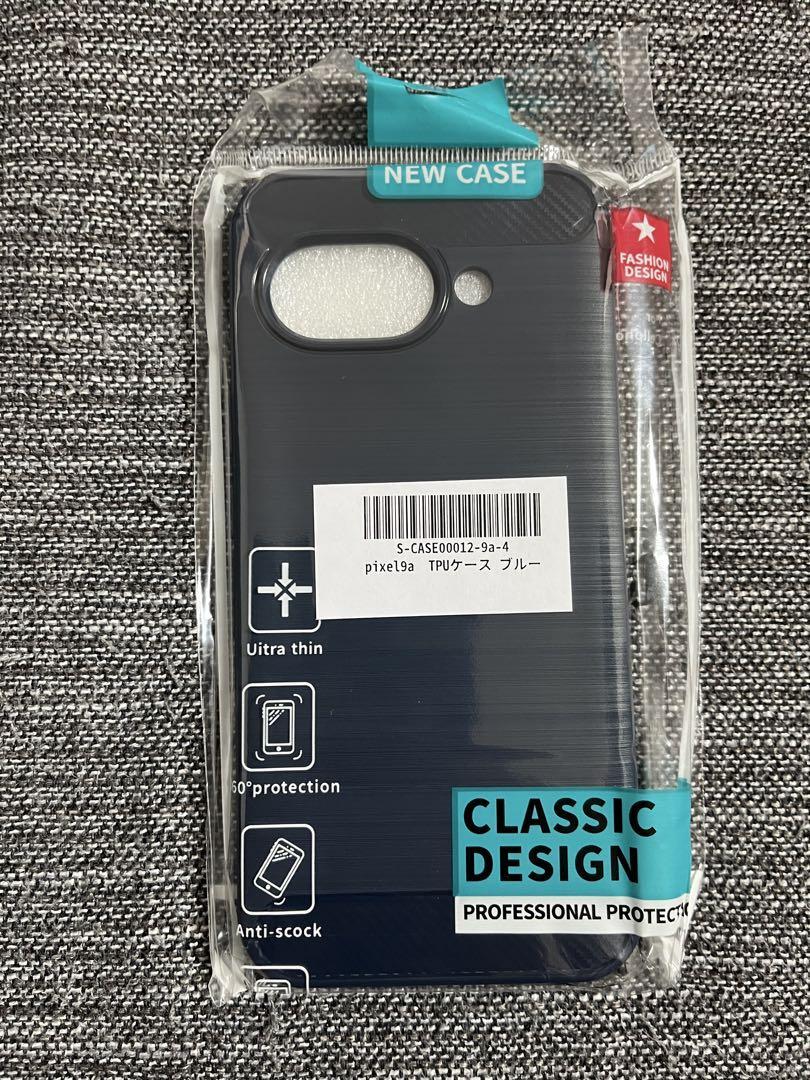 NEW CASE
FASHION
DESIGN
S-CASE00012-9a-4
pixel9a TPUケース ブルー
Uitra thin
60°protection
Anti-scock
CLASSIC
DESIGN
PROFESSIONAL